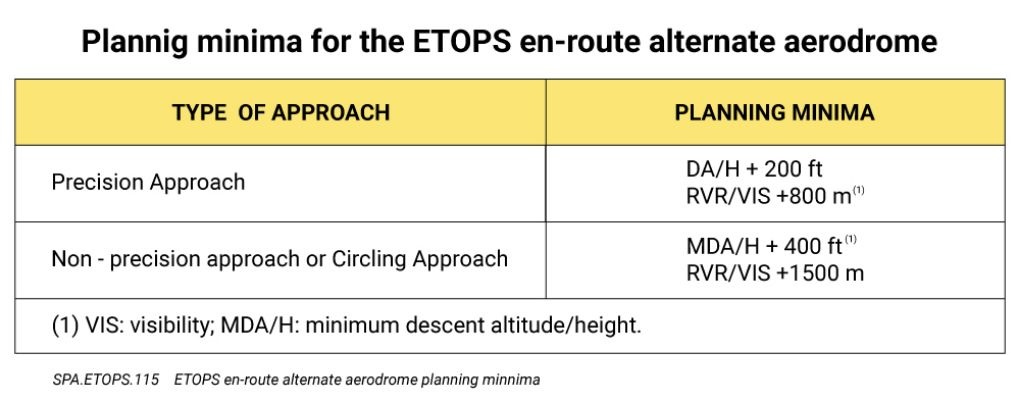 Plannig minima for the ETOPS en-route alternate aerodrome
TYPE OF APPROACH
PLANNING MINIMA
Precision Approach
DA/H + 200 ft
RVR/VIS +800 m(1)
Non - precision approach or Circling Approach
MDA/H + 400 ft(1)
RVR/VIS +1500 m
(1) VIS: visibility; MDA/H: minimum descent altitude/height.
SPA.ETOPS.115 ETOPS en-route alternate aerodrome planning minnima